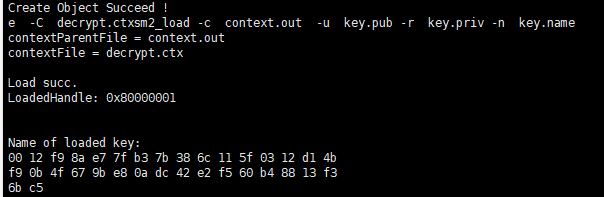 Create Object Succeed !
e  -C  decrypt.ctxsm2_load -c  context.out  -u  key.pub -r  key.priv -n  key.name
contextParentFile = context.out
contextFile = decrypt.ctx

Load succ.
LoadedHandle: 0x80000001

Name of loaded key:
00 12 f9 8a e7 7f b3 7b 38 6c 11 5f 03 12 d1 4b
f9 0b 4f 67 9b e8 0a dc 42 e2 f5 60 b4 88 13 f3
6b c5